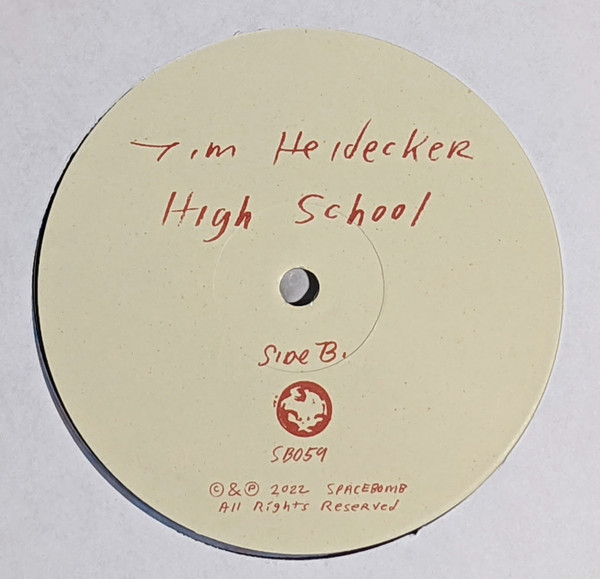 Tim Heidecker
High School
Side B.
SB059
©&℗ 2022 SPACEBOMB
All Rights Reserved